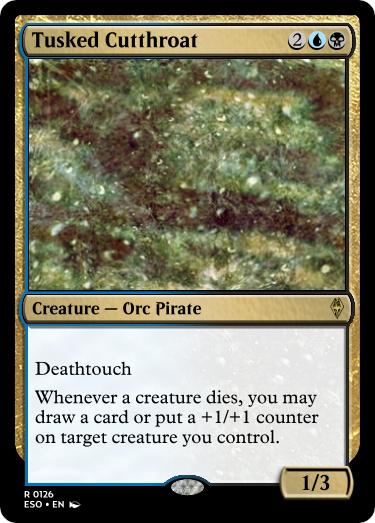 Tusked Cutthroat 2
Creature — Orc Pirate
Deathtouch
Whenever a creature dies, you may
draw a card or put a +1/+1 counter
on target creature you control.
1/3
R 0126
ESO • EN